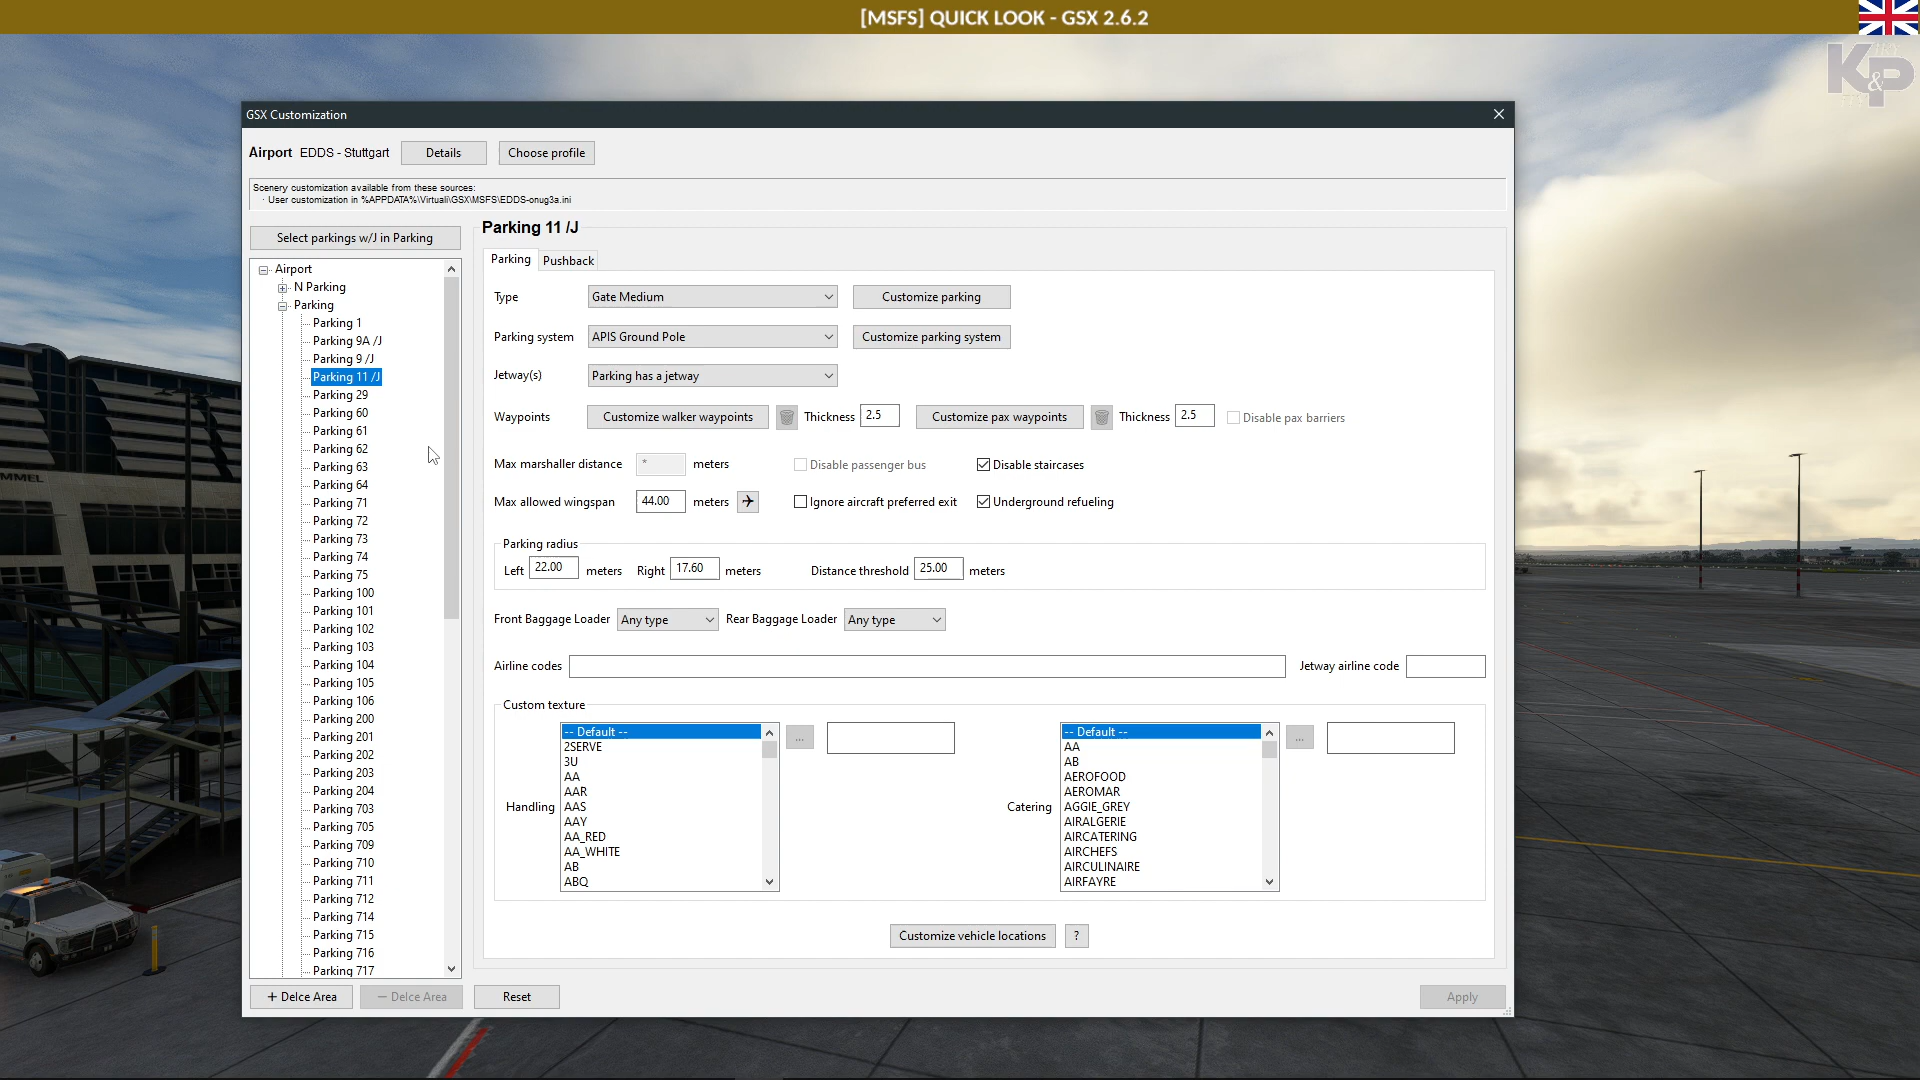 [MSFS] QUICK LOOK - GSX 2.6.2
K&P
GSX Customization
Airport EDDS - Stuttgart Details Choose profile
Scenery customization available from these sources:
· User customization in %APPDATA%\Virtuali\GSX\MSFS\EDDS-onug3a.ini
Select parkings w/J in Parking
Airport
N Parking
Parking
Parking 1
Parking 9A /J
Parking 9 /J
Parking 11 /J
Parking 29
Parking 60
Parking 61
Parking 62
Parking 63
Parking 64
Parking 71
Parking 72
Parking 73
Parking 74
Parking 75
Parking 100
Parking 101
Parking 102
Parking 103
Parking 104
Parking 105
Parking 106
Parking 200
Parking 201
Parking 202
Parking 203
Parking 204
Parking 703
Parking 705
Parking 709
Parking 710
Parking 711
Parking 712
Parking 714
Parking 715
Parking 716
Parking 717
+ DeIce Area − DeIce Area Reset
Parking 11 /J
Parking Pushback
Type Gate Medium Customize parking
Parking system APIS Ground Pole Customize parking system
Jetway(s) Parking has a jetway
Waypoints Customize walker waypoints Thickness 2.5 Customize pax waypoints Thickness 2.5 Disable pax barriers
Max marshaller distance * meters Disable passenger bus Disable staircases
Max allowed wingspan 44.00 meters Ignore aircraft preferred exit Underground refueling
Parking radius
Left 22.00 meters Right 17.60 meters Distance threshold 25.00 meters
Front Baggage Loader Any type Rear Baggage Loader Any type
Airline codes Jetway airline code
Custom texture
Handling
-- Default --
2SERVE
3U
AA
AAR
AAS
AAY
AA_RED
AA_WHITE
AB
ABQ
...
Catering
-- Default --
AA
AB
AEROFOOD
AEROMAR
AGGIE_GREY
AIRALGERIE
AIRCATERING
AIRCHEFS
AIRCULINAIRE
AIRFAYRE
...
Customize vehicle locations ?
Apply
MMEL